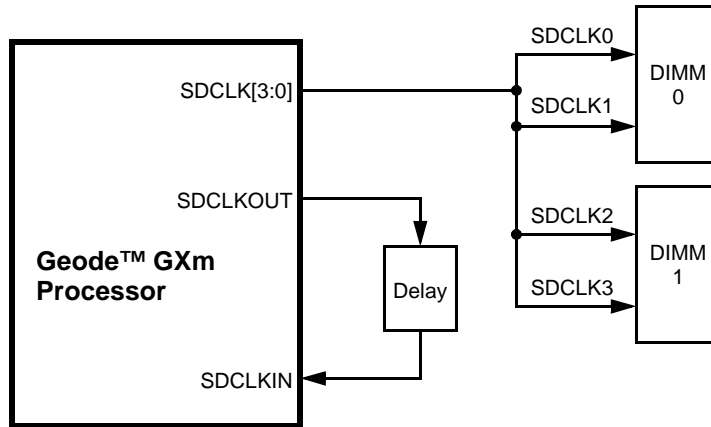 SDCLK0
DIMM
0
SDCLK[3:0]
SDCLK1
SDCLKOUT
SDCLK2
DIMM
1
Geode™ GXm
Processor
Delay
SDCLK3
SDCLKIN